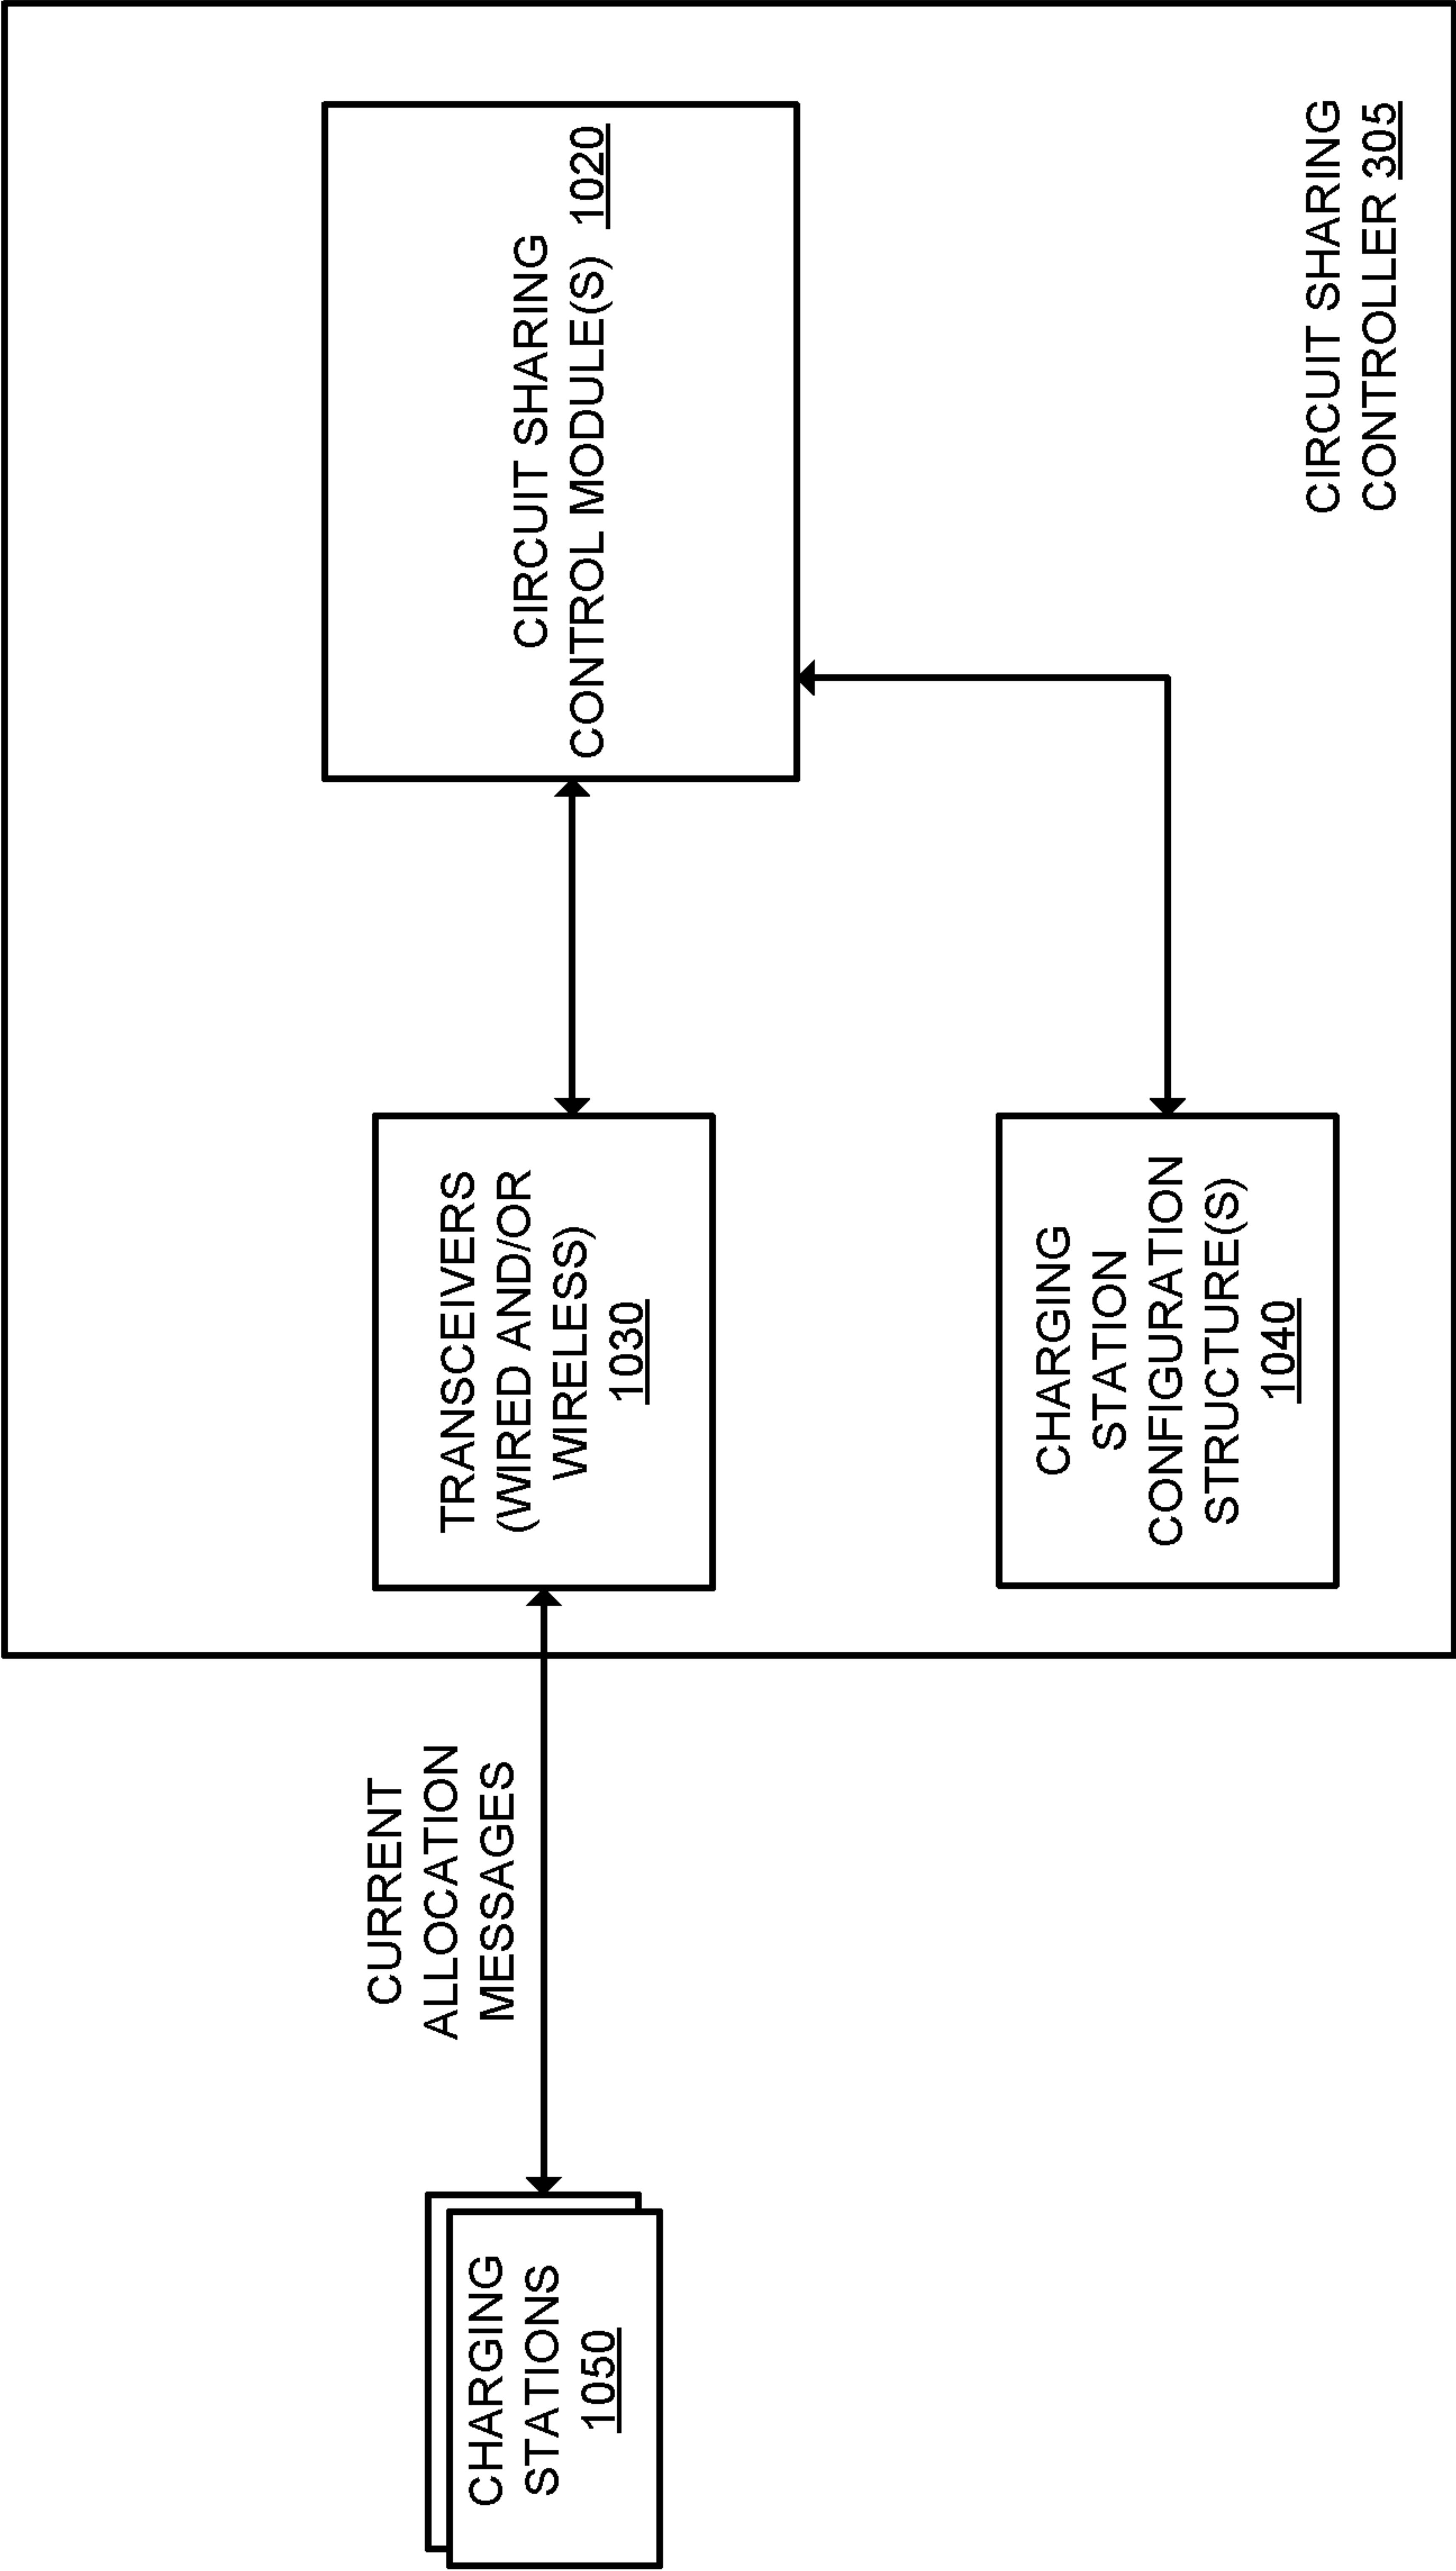 CHARGING
STATIONS
1050
CURRENT
ALLOCATION
MESSAGES
TRANSCEIVERS
(WIRED AND/OR
WIRELESS)
1030
CIRCUIT SHARING
CONTROL MODULE(S) 1020
CHARGING
STATION
CONFIGURATION
STRUCTURE(S)
1040
CIRCUIT SHARING
CONTROLLER 305